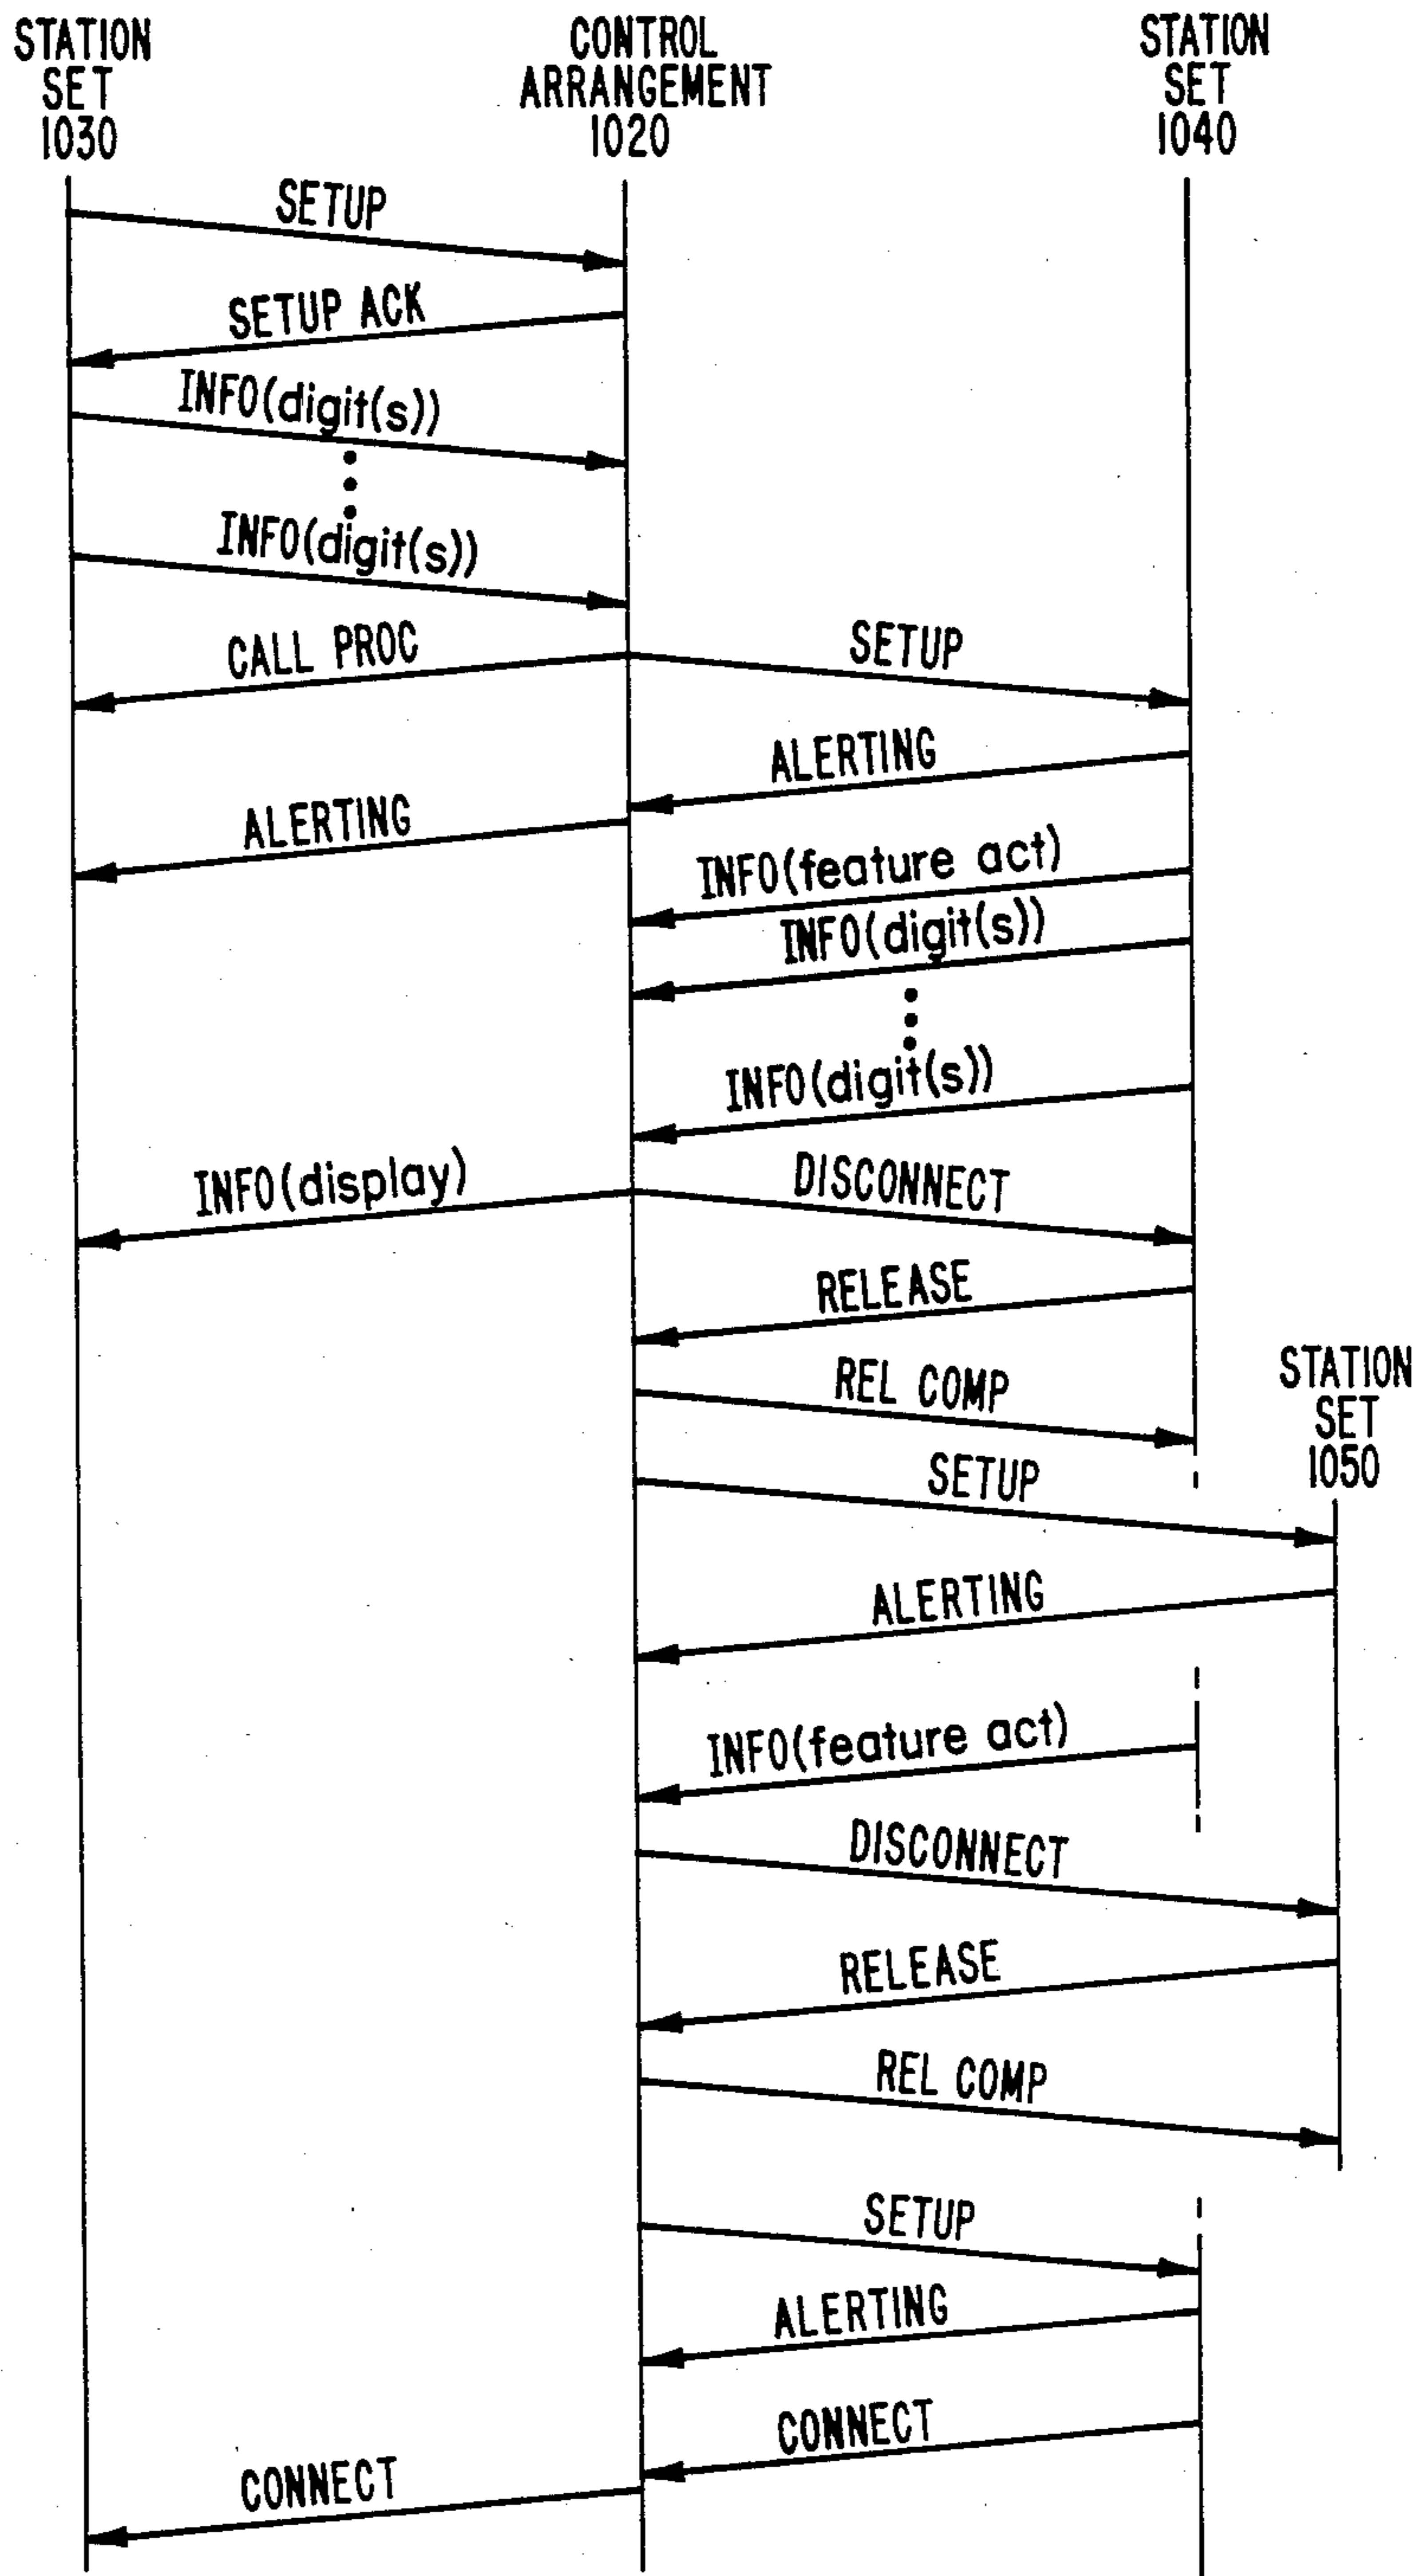 STATION
SET
1030
CONTROL
ARRANGEMENT
1020
STATION
SET
1040
SETUP
SETUP ACK
INFO(digit(s))
INFO(digit(s))
CALL PROC
SETUP
ALERTING
ALERTING
INFO(feature act)
INFO(digit(s))
INFO(digit(s))
INFO(display)
DISCONNECT
RELEASE
REL COMP
STATION
SET
1050
SETUP
ALERTING
INFO(feature act)
DISCONNECT
RELEASE
REL COMP
SETUP
ALERTING
CONNECT
CONNECT